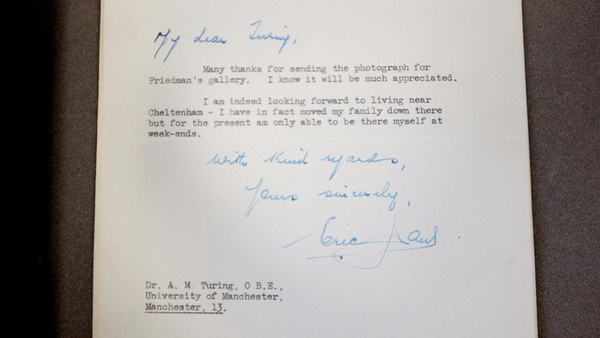 My dear Turing,
Many thanks for sending the photograph for
Friedman's gallery. I know it will be much appreciated.
I am indeed looking forward to living near
Cheltenham - I have in fact moved my family down there
but for the present am only able to be there myself at
week-ends.
With kind regards,
Yours sincerely,
Eric
Dr. A. M. Turing, O.B.E.,
University of Manchester,
Manchester, 13.